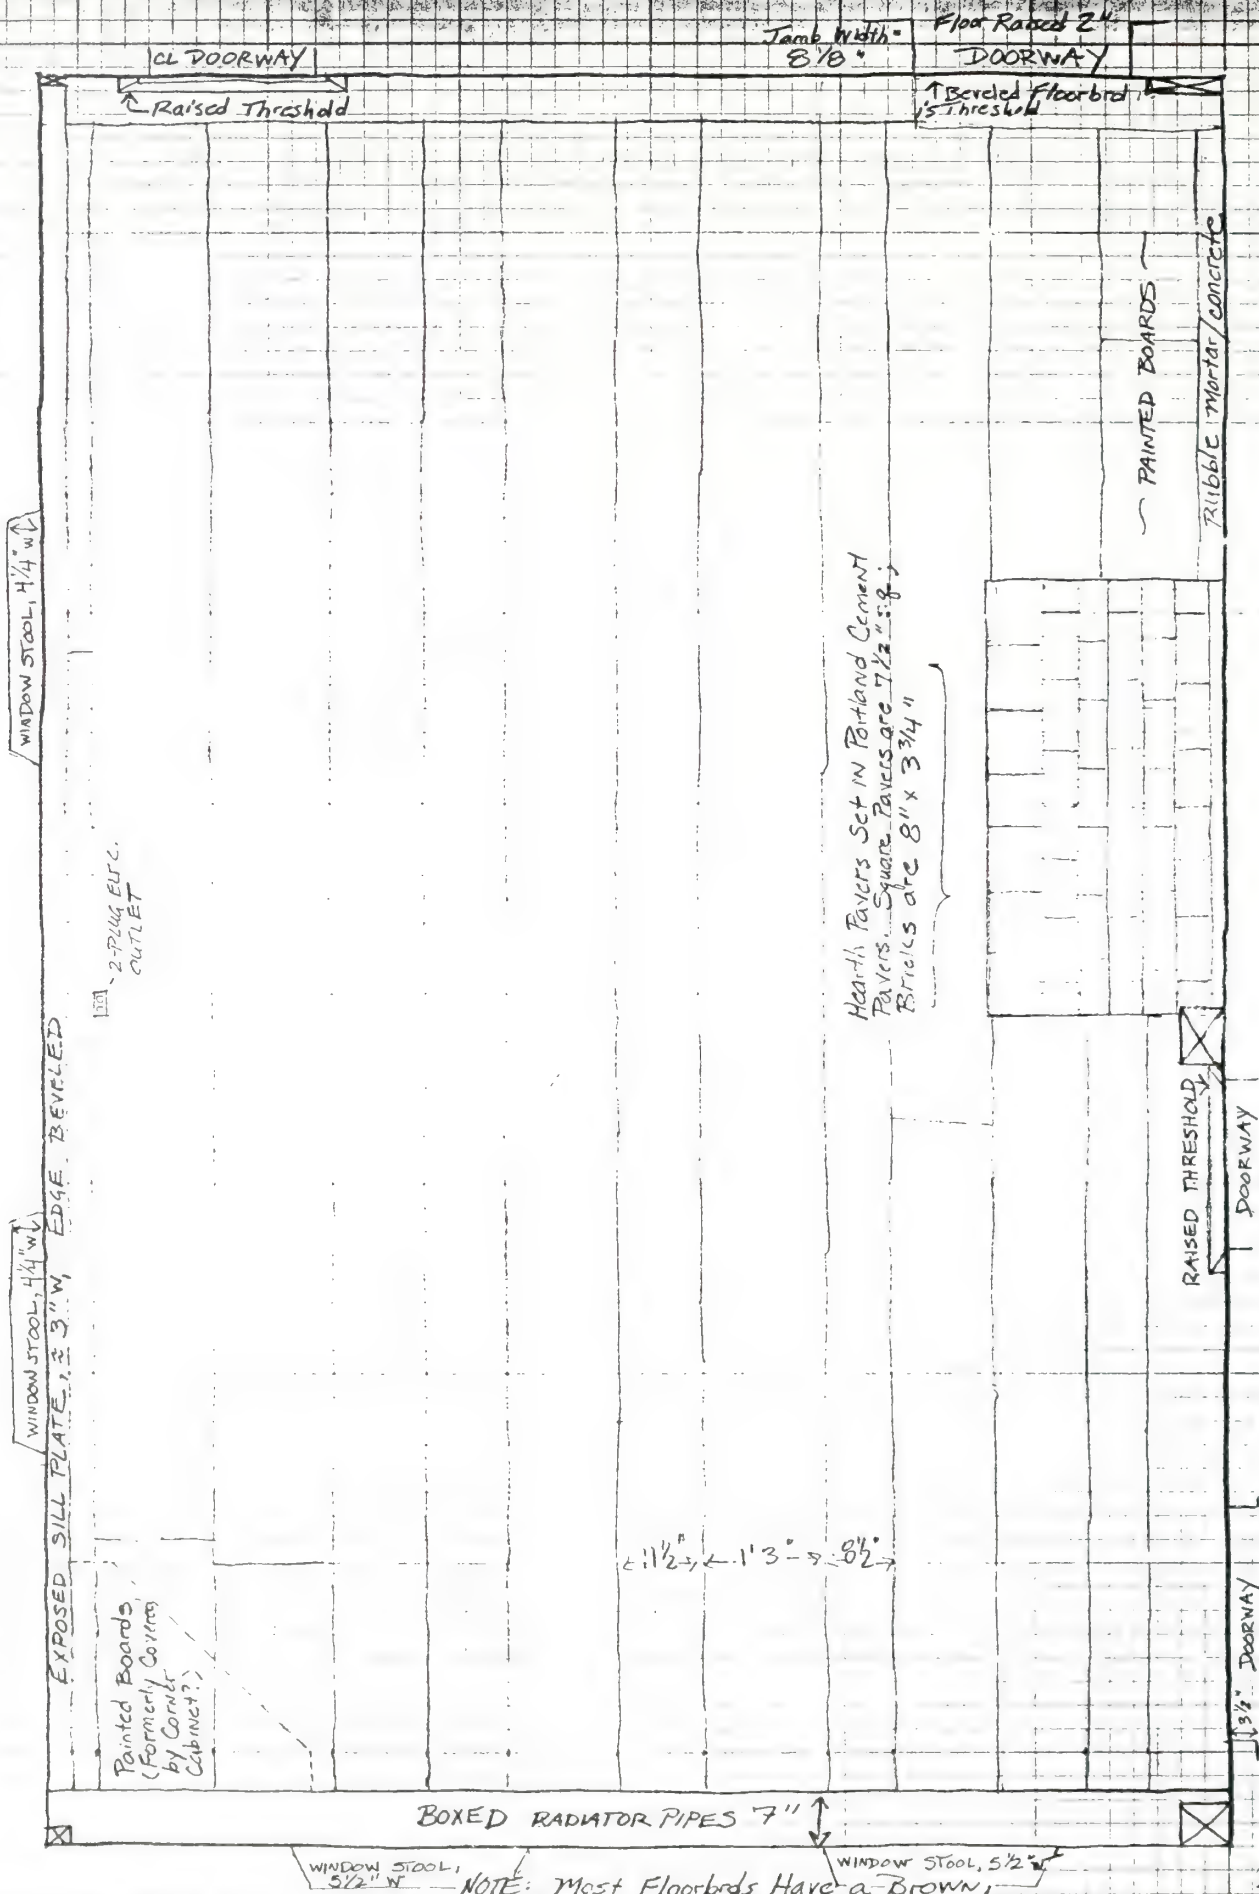 Jamb Width =
8 1/8"
Floor Raised 2"
DOORWAY
CL DOORWAY
Raised Threshold
Beveled Floorbrd
is Threshold
~ PAINTED BOARDS ~
Rubble mortar/concrete
WINDOW STOOL, 4 1/4" W
Hearth Pavers Set in Portland Cement
Pavers. Square Pavers are 7 1/2" sq.;
Bricks are 8" x 3 3/4"
2-PLUG ELEC.
OUTLET
RAISED THRESHOLD
DOORWAY
WINDOW STOOL, 4 1/4" W
EXPOSED SILL PLATE, ≈ 3" W, EDGE BEVELED
11 1/2"
1' 3"
8 1/2"
Painted Boards,
(Formerly Covered
by Corner
Cabinet?)
3 1/2"
DOORWAY
BOXED RADIATOR PIPES 7"
WINDOW STOOL,
5 1/2" W
WINDOW STOOL, 5 1/2" W
NOTE: Most Floorbrds Have a Brown,